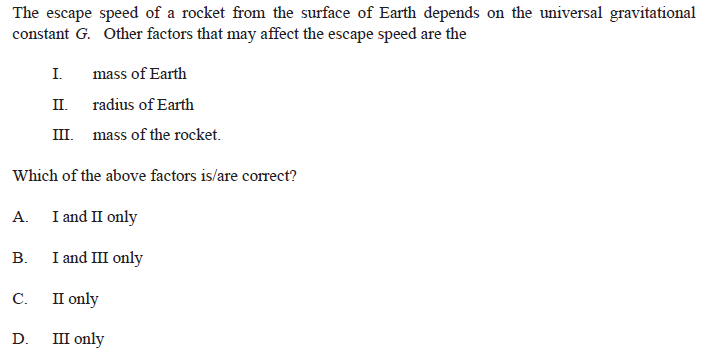 The escape speed of a rocket from the surface of Earth depends on the universal gravitational
constant G. Other factors that may affect the escape speed are the
I. mass of Earth
II. radius of Earth
III. mass of the rocket.
Which of the above factors is/are correct?
A. I and II only
B. I and III only
C. II only
D. III only